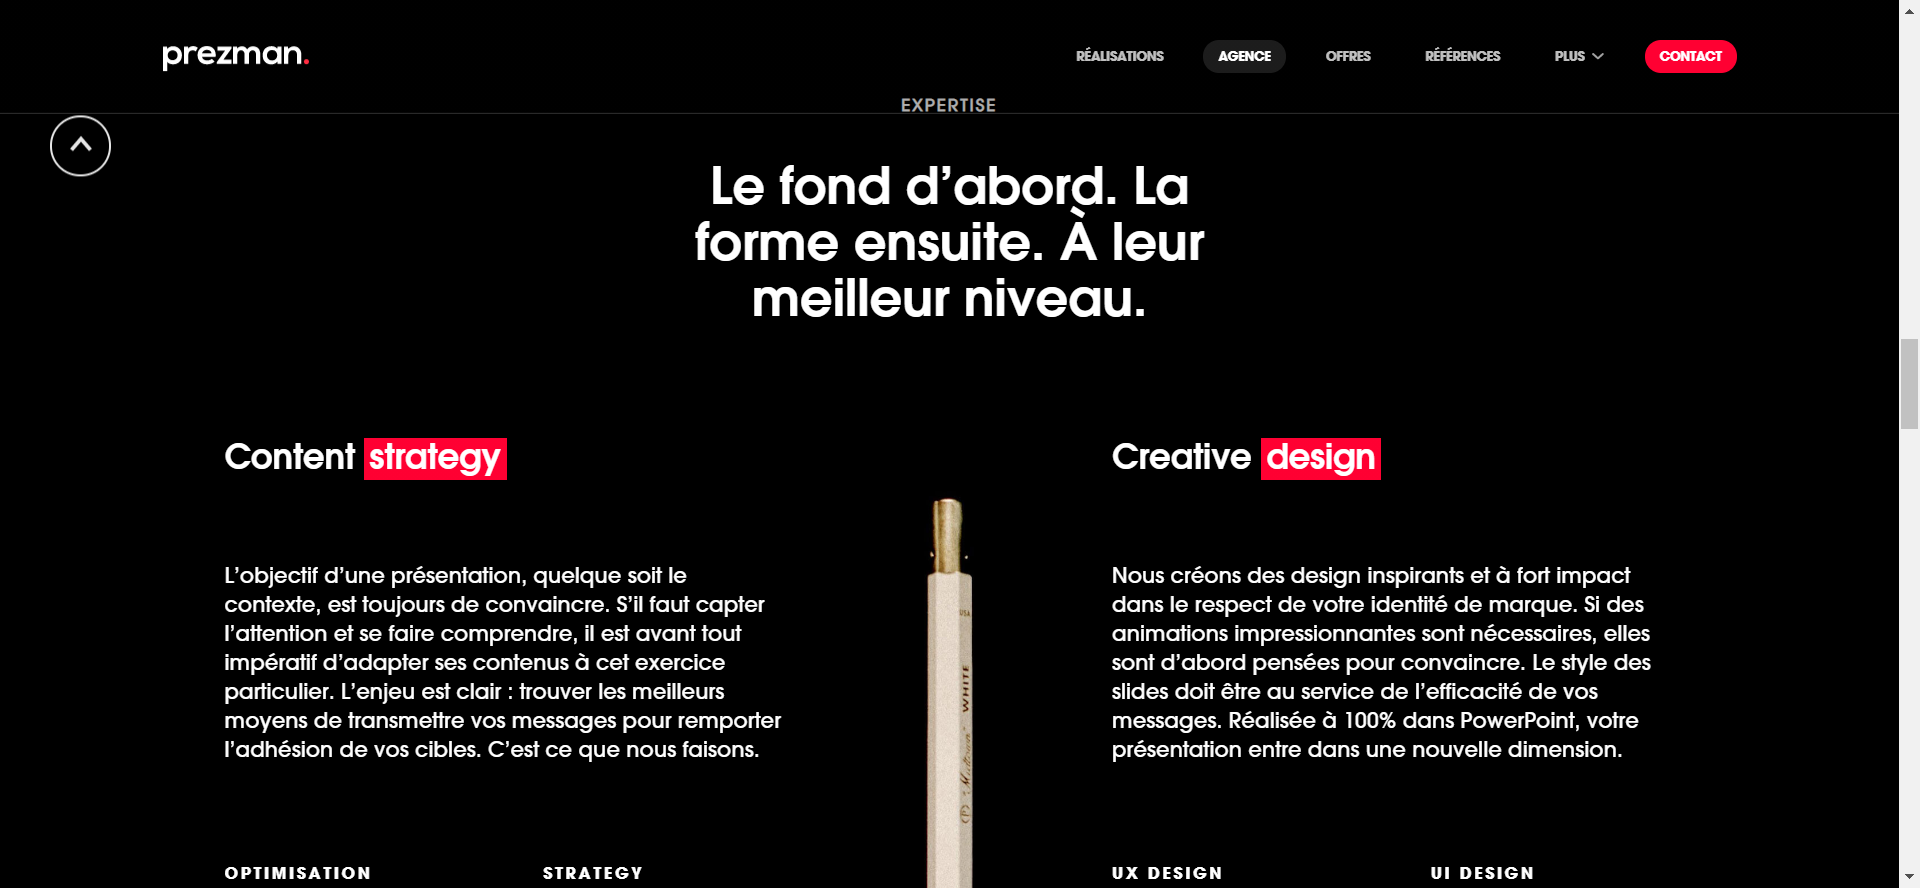 prezman.
RÉALISATIONS
AGENCE
OFFRES
RÉFÉRENCES
PLUS
CONTACT
EXPERTISE
Le fond d’abord. La
forme ensuite. À leur
meilleur niveau.
Content strategy
L’objectif d’une présentation, quelque soit le
contexte, est toujours de convaincre. S’il faut capter
l’attention et se faire comprendre, il est avant tout
impératif d’adapter ses contenus à cet exercice
particulier. L’enjeu est clair : trouver les meilleurs
moyens de transmettre vos messages pour remporter
l’adhésion de vos cibles. C’est ce que nous faisons.
OPTIMISATION
STRATEGY
USA
WHITE
Creative design
Nous créons des design inspirants et à fort impact
dans le respect de votre identité de marque. Si des
animations impressionnantes sont nécessaires, elles
sont d’abord pensées pour convaincre. Le style des
slides doit être au service de l’efficacité de vos
messages. Réalisée à 100% dans PowerPoint, votre
présentation entre dans une nouvelle dimension.
UX DESIGN
UI DESIGN